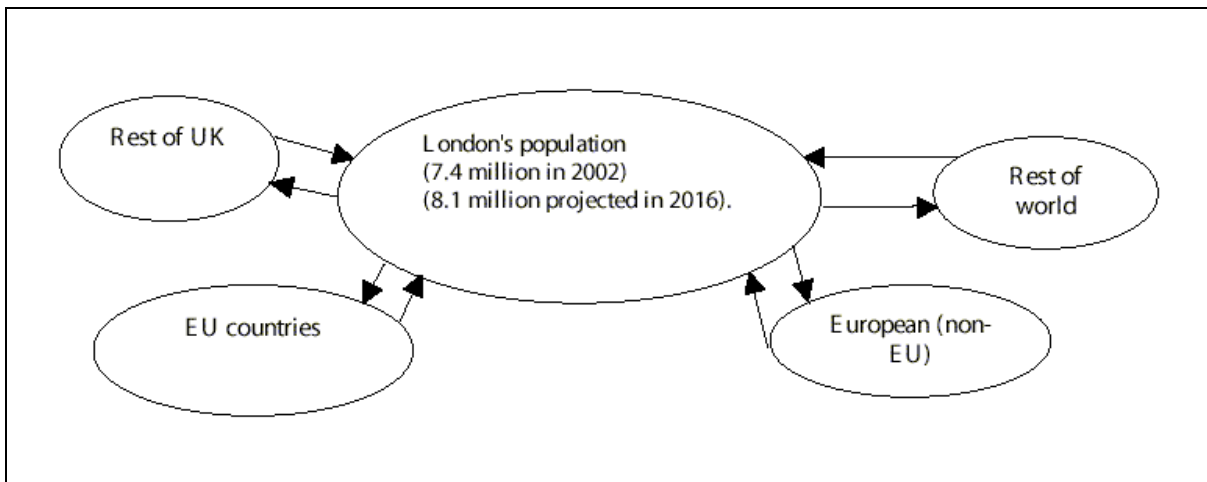 Rest of UK
London's population
(7.4 million in 2002)
(8.1 million projected in 2016).
Rest of
world
EU countries
European (non-
EU)